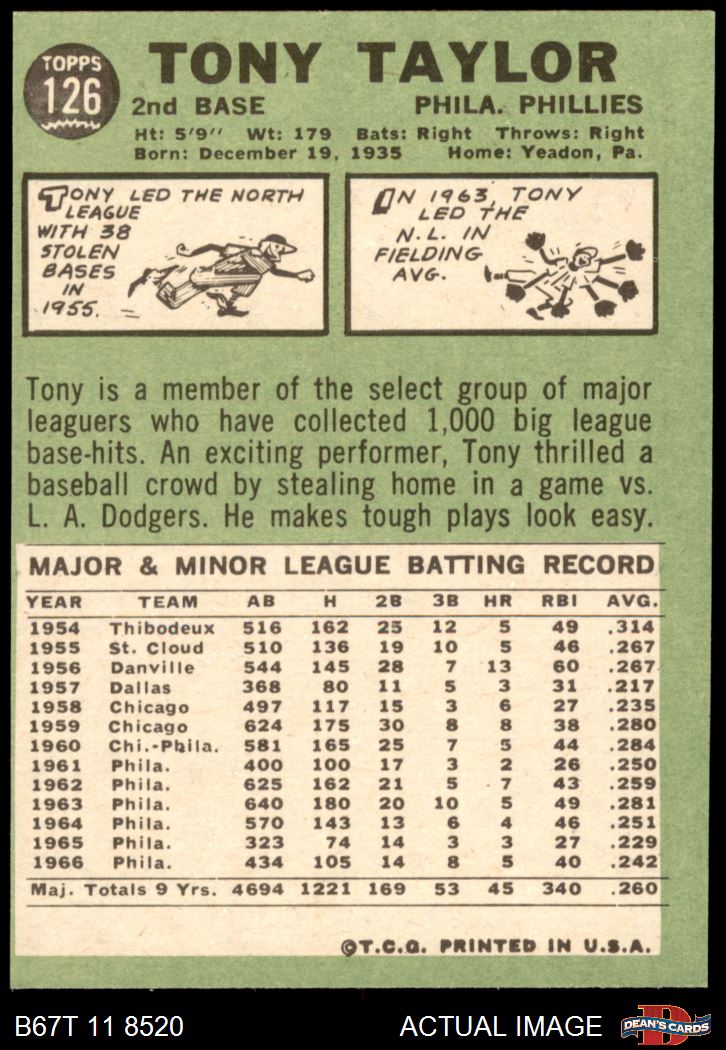 TOPPS
126
TONY TAYLOR
2nd BASE PHILA. PHILLIES
Ht: 5'9" Wt: 179 Bats: Right Throws: Right
Born: December 19, 1935 Home: Yeadon, Pa.
TONY LED THE NORTH
LEAGUE
WITH 38
STOLEN
BASES
IN
1955.
IN 1963, TONY
LED THE
N.L. IN
FIELDING
AVG.
Tony is a member of the select group of major
leaguers who have collected 1,000 big league
base-hits. An exciting performer, Tony thrilled a
baseball crowd by stealing home in a game vs.
L. A. Dodgers. He makes tough plays look easy.
MAJOR & MINOR LEAGUE BATTING RECORD
YEAR TEAM AB H 2B 3B HR RBI AVG.
1954 Thibodeux 516 162 25 12 5 49 .314
1955 St. Cloud 510 136 19 10 5 46 .267
1956 Danville 544 145 28 7 13 60 .267
1957 Dallas 368 80 11 5 3 31 .217
1958 Chicago 497 117 15 3 6 27 .235
1959 Chicago 624 175 30 8 8 38 .280
1960 Chi.-Phila. 581 165 25 7 5 44 .284
1961 Phila. 400 100 17 3 2 26 .250
1962 Phila. 625 162 21 5 7 43 .259
1963 Phila. 640 180 20 10 5 49 .281
1964 Phila. 570 143 13 6 4 46 .251
1965 Phila. 323 74 14 3 3 27 .229
1966 Phila. 434 105 14 8 5 40 .242
Maj. Totals 9 Yrs. 4694 1221 169 53 45 340 .260
©T.C.G. PRINTED IN U.S.A.
B67T 11 8520 ACTUAL IMAGE
D
DEAN'S CARDS